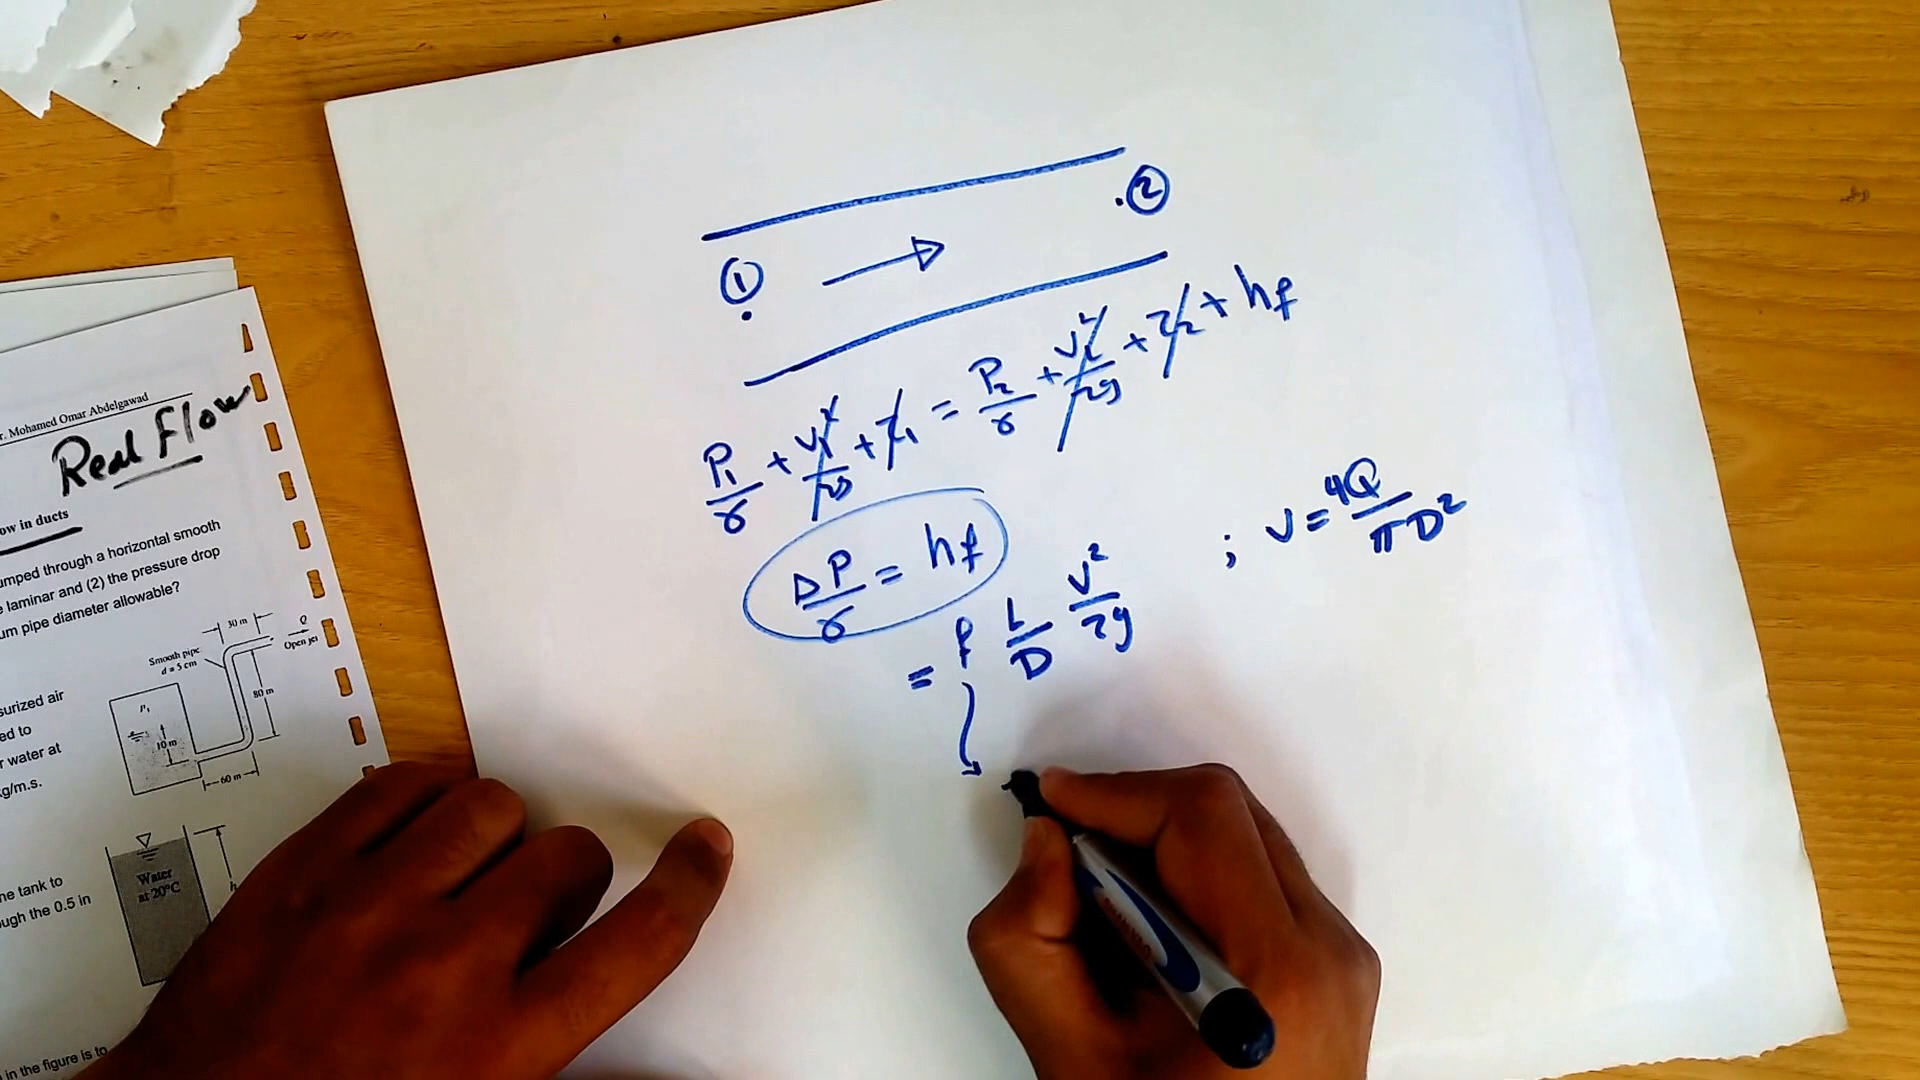 r. Mohamed Omar Abdelgawad
Real Flow
ow in ducts
umped through a horizontal smooth
e laminar and (2) the pressure drop
um pipe diameter allowable?
30 m
Q
Open jet
Smooth pipe
d = 5 cm
80 m
P₁
10 m
60 m
surized air
ed to
r water at
kg/m.s.
Water
at 20°C
h
ne tank to
ugh the 0.5 in
in the figure is to
① ②
P₁/γ + V₁²/2g + Z₁ = P₂/γ + V₂²/2g + Z₂ + hf
ΔP/γ = hf
= f L/D V²/2g ; V = 4Q/πD²